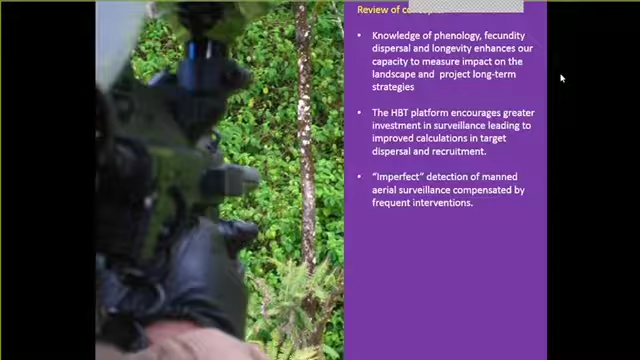 Review of
• Knowledge of phenology, fecundity
dispersal and longevity enhances our
capacity to measure impact on the
landscape and  project long-term
strategies
• The HBT platform encourages greater
investment in surveillance leading to
improved calculations in target
dispersal and recruitment.
• “Imperfect” detection of manned
aerial surveillance compensated by
frequent interventions.